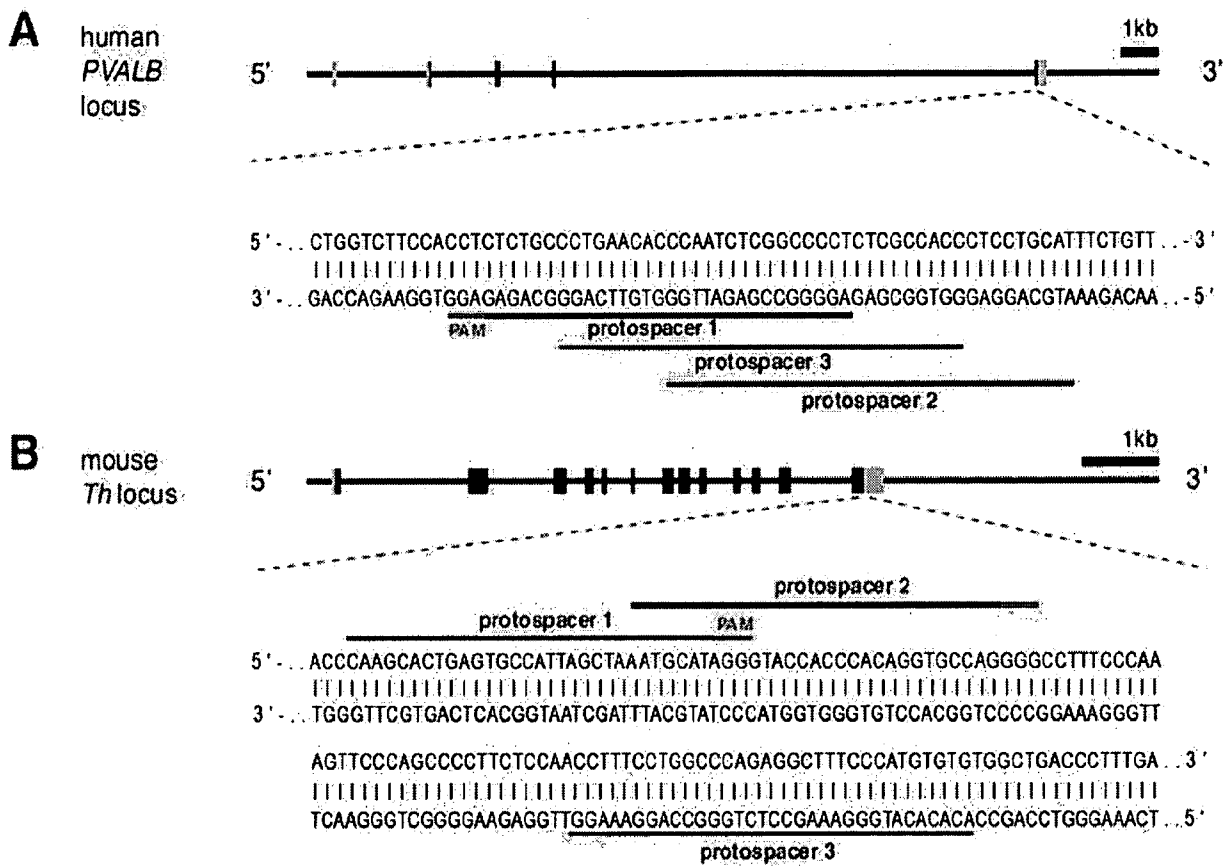 A
human
PVALB
locus
5'
1kb
3'
5'-..CTGGTCTTCCACCTCTCTGCCCTGAACACCCAATCTCGGCCCCTCTCGCCACCCTCCTGCATTTCTGTT...-3'
3'-..GACCAGAAGGTGGAGAGACGGGACTTGTGGGTTAGAGCCGGGGAGAGCGGTGGGAGGACGTAAAGACAA...-5'
PAM
protospacer 1
protospacer 3
protospacer 2
B
mouse
Th locus
5'
1kb
3'
protospacer 2
protospacer 1
PAM
5'-..ACCCAAGCACTGAGTGCCATTAGCTAAATGCATAGGGTACCACCCACAGGTGCCAGGGGCCTTTCCCAA
3'-..TGGGTTCGTGACTCACGGTAATCGATTTACGTATCCCATGGTGGGTGTCCACGGTCCCCGGAAAGGGTT
AGTTCCCAGCCCCTTCTCCAACCTTTCCTGGCCCAGAGGCTTTCCCATGTGTGTGGCTGACCCTTTGA..3'
TCAAGGGTCGGGGAAGAGGTTGGAAAGGACCGGGTCTCCGAAAGGGTACACACACCGACCTGGGAAACT..5'
protospacer 3